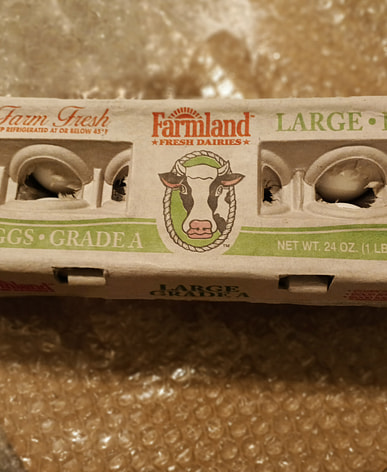 Farm Fresh
REFRIGERATED AT OR BELOW 45°F
Farmland
★ FRESH DAIRIES ★
LARGE •
GGS • GRADE A
NET WT. 24 OZ. (1 LB
TM
LARGE
GRADE A